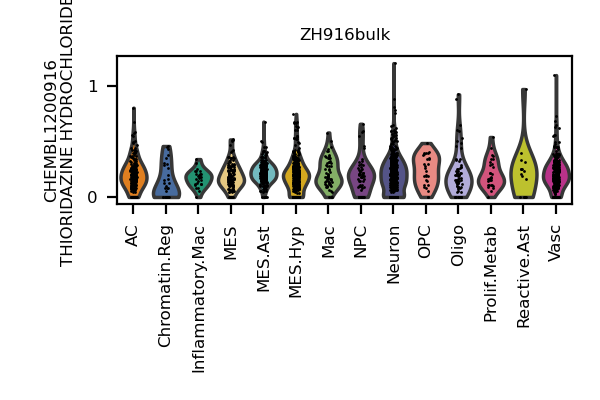 ZH916bulk
CHEMBL1200916
THIORIDAZINE HYDROCHLORIDE
1
0
AC
Chromatin.Reg
Inflammatory.Mac
MES
MES.Ast
MES.Hyp
Mac
NPC
Neuron
OPC
Oligo
Prolif.Metab
Reactive.Ast
Vasc